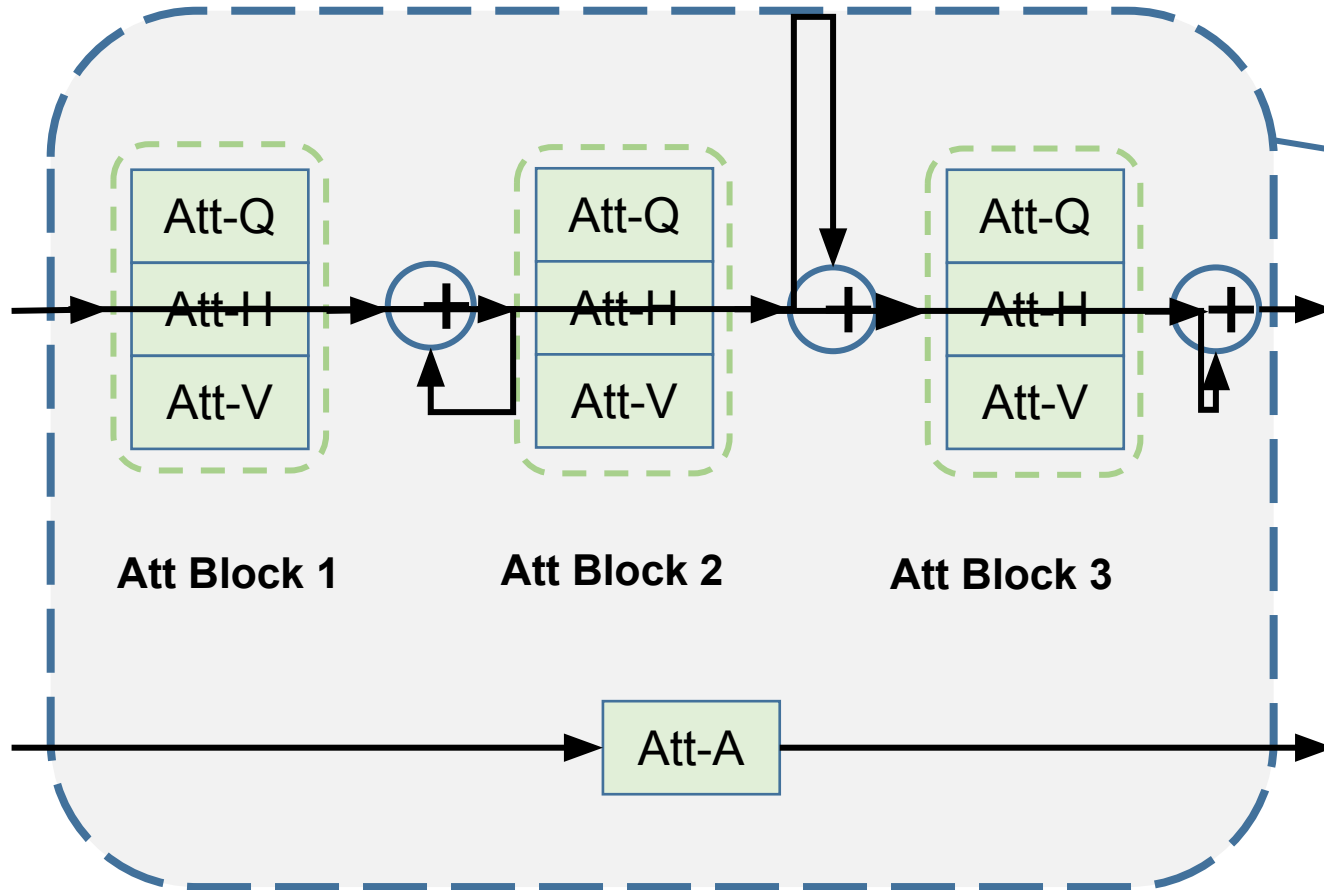 Att-Q
Att-H
Att-V
Att Block 1
+
Att-Q
Att-H
Att-V
Att Block 2
+
Att-Q
Att-H
Att-V
Att Block 3
+
Att-A